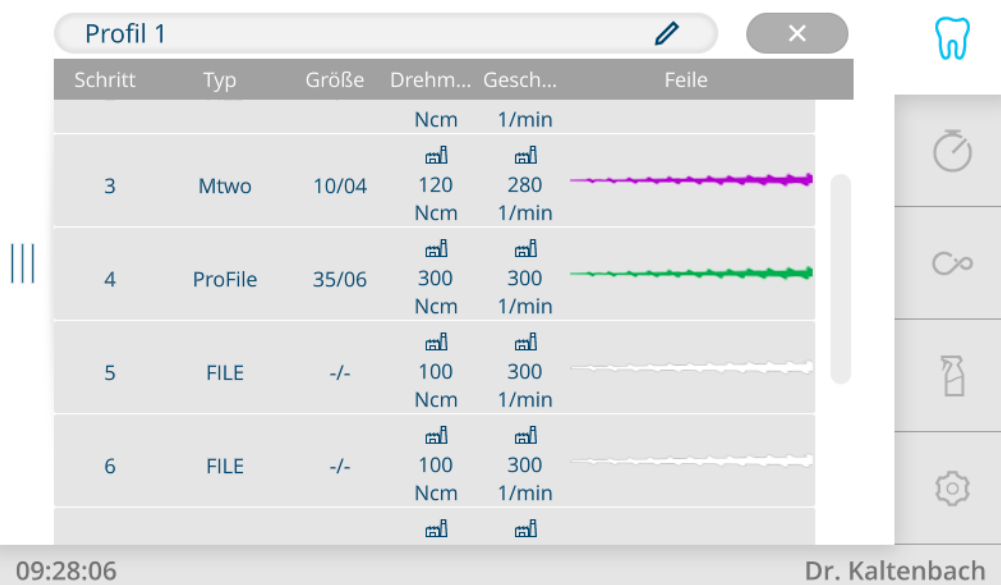 Profil 1
Schritt Typ Größe Drehm... Gesch... Feile
Ncm 1/min
3 Mtwo 10/04 120 280
Ncm 1/min
4 ProFile 35/06 300 300
Ncm 1/min
5 FILE -/- 100 300
Ncm 1/min
6 FILE -/- 100 300
Ncm 1/min
09:28:06 Dr. Kaltenbach